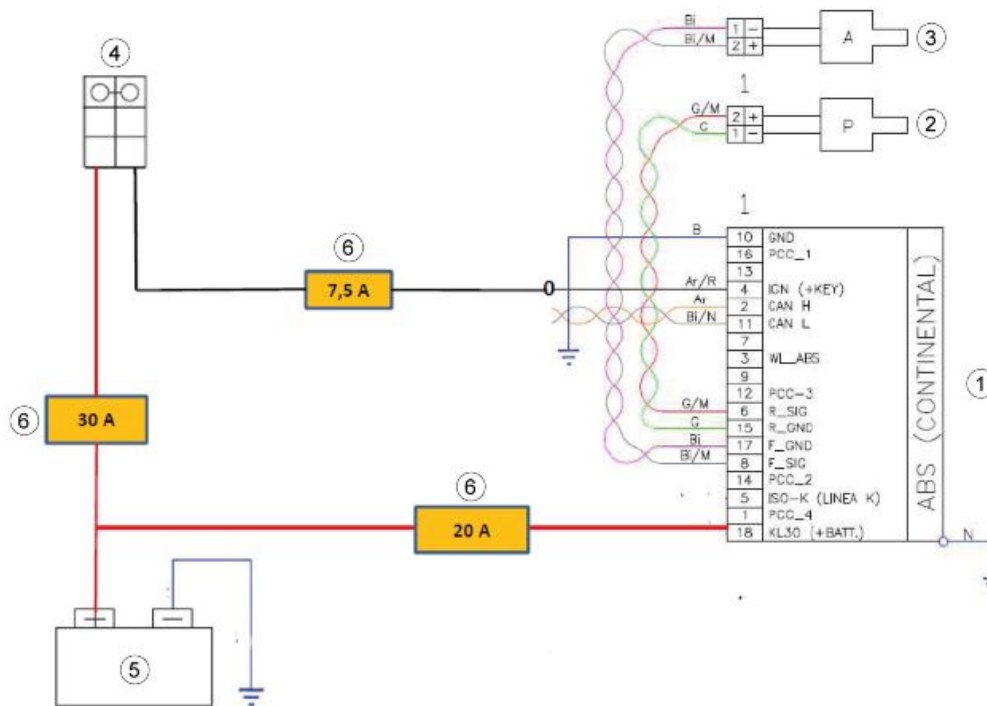 Bi
1 −
Bi/M
2 +
A
③
④
1
G/M
2 +
G
1 −
P
②
1
B
10 GND
16 PCC_1
13
⑥
7,5 A
0
Ar/R
4 IGN (+KEY)
Ar
2 CAN H
Bi/N
11 CAN L
7
3 WL_ABS
9
12 PCC-3
G/M
6 R_SIG
G
15 R_GND
Bi
17 F_GND
Bi/M
8 F_SIG
14 PCC_2
5 ISO-K (LINEA K)
1 PCC_4
18 KL30 (+BATT.)
ABS (CONTINENTAL)
①
N
⑥
30 A
⑥
20 A
⑤